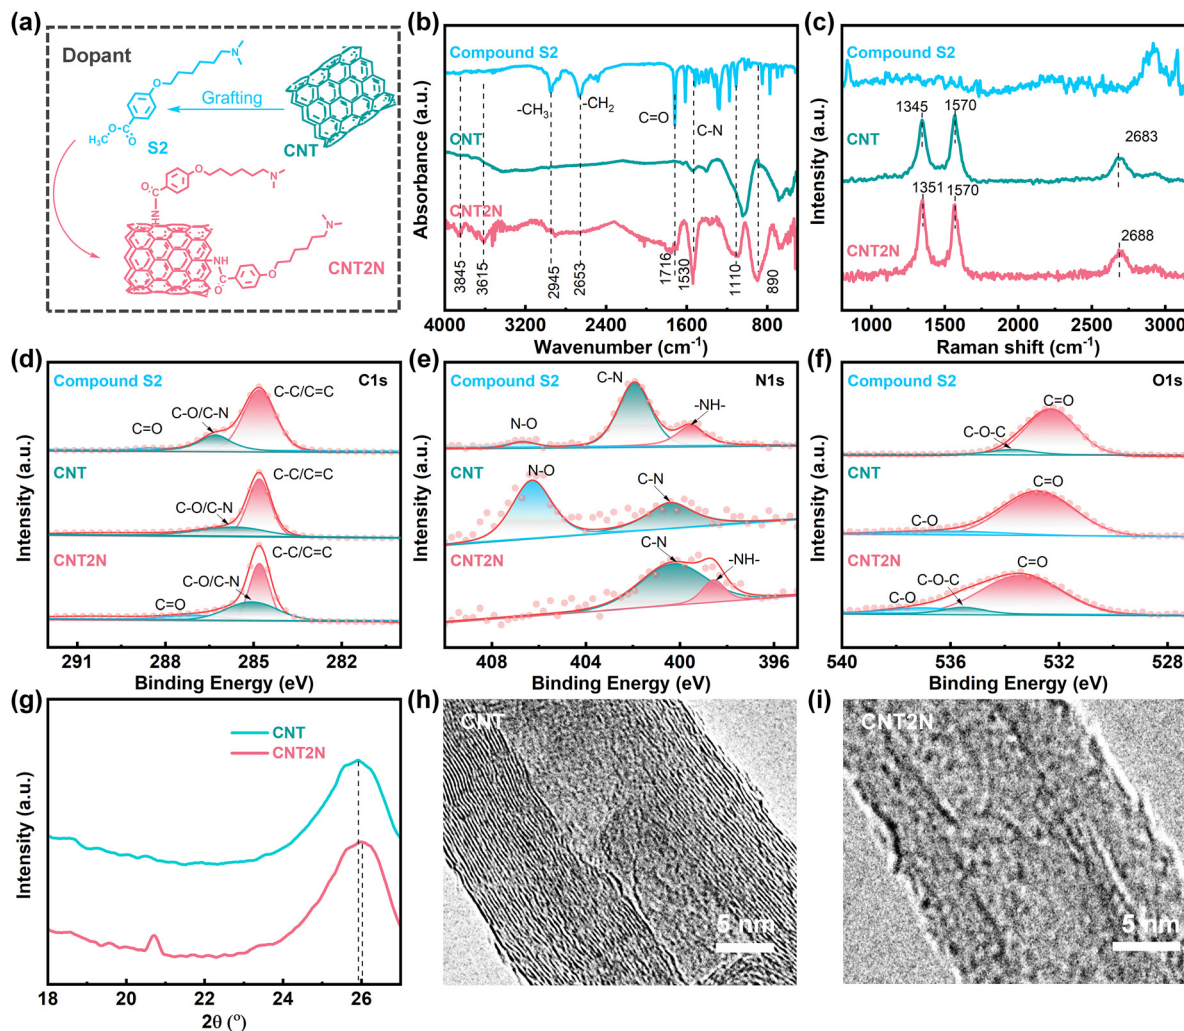 (a)
Dopant
N
O
Grafting
O
H₃C
O
S2
CNT
O
N
O
NH
NH
O
O
N
CNT2N
(b)
Compound S2
-CH₃
-CH₂
C=O
C-N
CNT
CNT2N
3845
3615
2945
2653
1716
1530
1110
890
Absorbance (a.u.)
4000 3200 2400 1600 800
Wavenumber (cm⁻¹)
(c)
Compound S2
1345
1570
CNT
2683
1351
1570
CNT2N
2688
Intensity (a.u.)
1000 1500 2000 2500 3000
Raman shift (cm⁻¹)
(d)
Compound S2
C1s
C-C/C=C
C-O/C-N
C=O
CNT
C-C/C=C
C-O/C-N
CNT2N
C-C/C=C
C-O/C-N
C=O
Intensity (a.u.)
291 288 285 282
Binding Energy (eV)
(e)
Compound S2
N1s
C-N
N-O
-NH-
CNT
N-O
C-N
CNT2N
C-N
-NH-
Intensity (a.u.)
408 404 400 396
Binding Energy (eV)
(f)
Compound S2
O1s
C=O
C-O-C
CNT
C=O
C-O
CNT2N
C=O
C-O-C
C-O
Intensity (a.u.)
540 536 532 528
Binding Energy (eV)
(g)
CNT
CNT2N
Intensity (a.u.)
18 20 22 24 26
2θ (°)
(h)
CNT
5 nm
(i)
CNT2N
5 nm